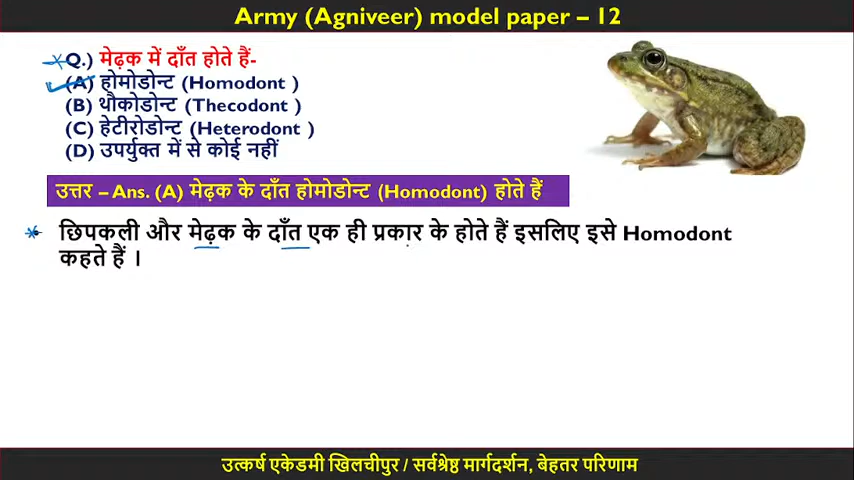 Army (Agniveer) model paper – 12
Q.) मेढ़क में दाँत होते हैं-
(A) होमोडोन्ट (Homodont )
(B) थीकोडोन्ट (Thecodont)
(C) हेटीरोडोन्ट (Heterodont )
(D) उपर्युक्त में से कोई नहीं
उत्तर – Ans. (A) मेढ़क के दाँत होमोडोन्ट (Homodont) होते हैं
छिपकली और मेढ़क के दाँत एक ही प्रकार के होते हैं इसलिए इसे Homodont
कहते हैं ।
उत्कर्ष एकेडमी खिलचीपुर / सर्वश्रेष्ठ मार्गदर्शन, बेहतर परिणाम